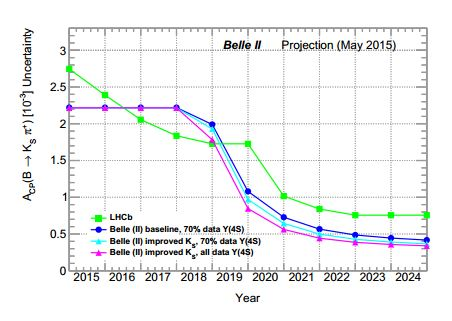 Belle II Projection (May 2015)
A_CP(B → K_S π⁺) [10⁻³] Uncertainty
3
2.5
2
1.5
1
0.5
0
LHCb
Belle (II) baseline, 70% data Y(4S)
Belle (II) improved K_S, 70% data Y(4S)
Belle (II) improved K_S, all data Y(4S)
2015 2016 2017 2018 2019 2020 2021 2022 2023 2024
Year